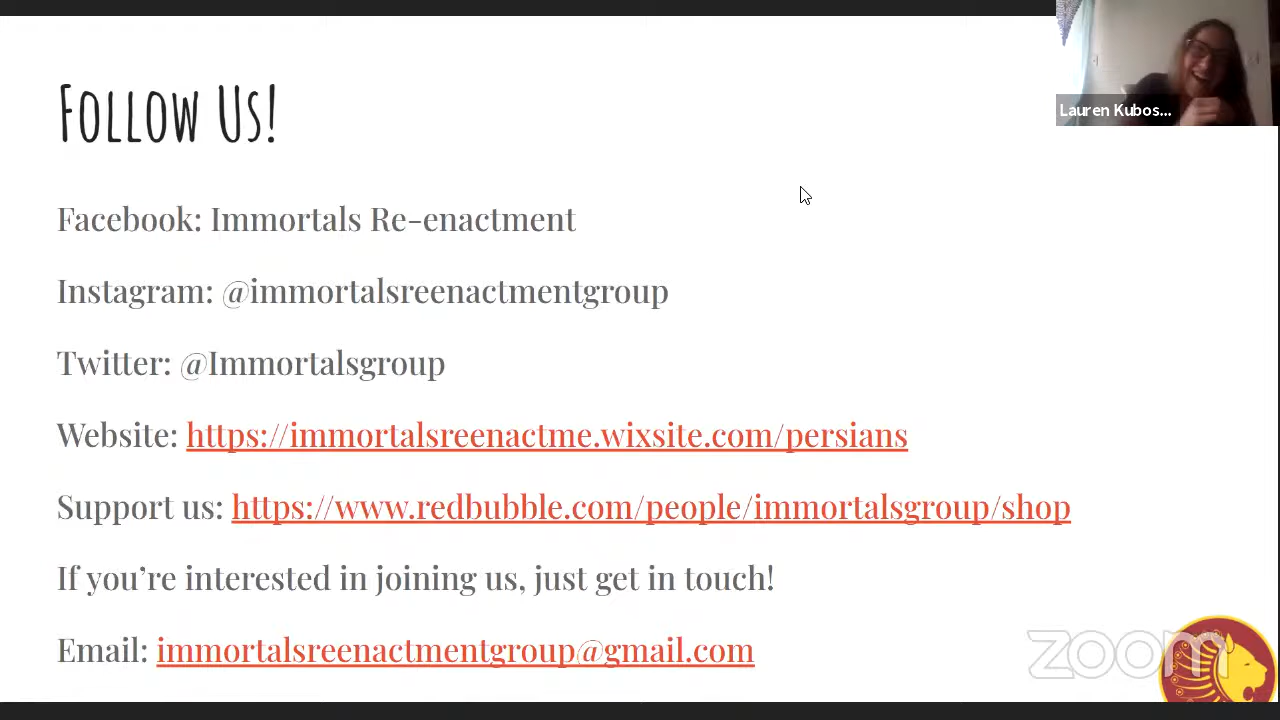 Follow Us!
Lauren Kubos...
Facebook: Immortals Re-enactment
Instagram: @immortalsreenactmentgroup
Twitter: @Immortalsgroup
Website: https://immortalsreenactme.wixsite.com/persians
Support us: https://www.redbubble.com/people/immortalsgroup/shop
If you’re interested in joining us, just get in touch!
Email: immortalsreenactmentgroup@gmail.com
zoom